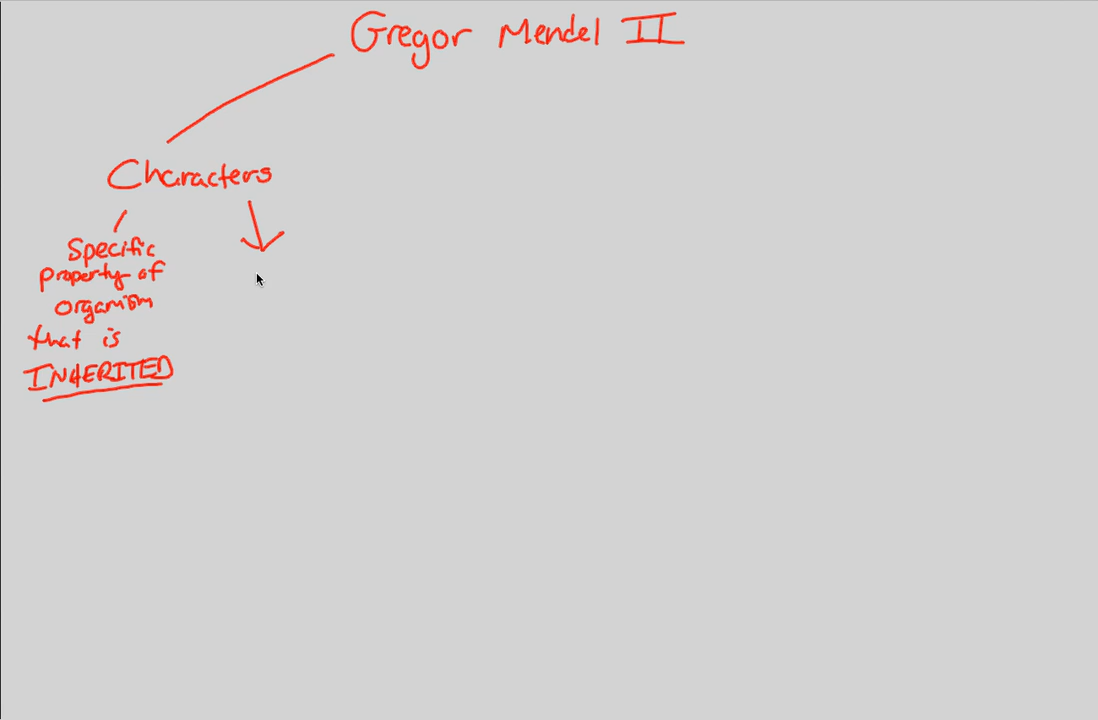 Gregor Mendel II
Characters
Specific
property of
organism
that is
INHERITED